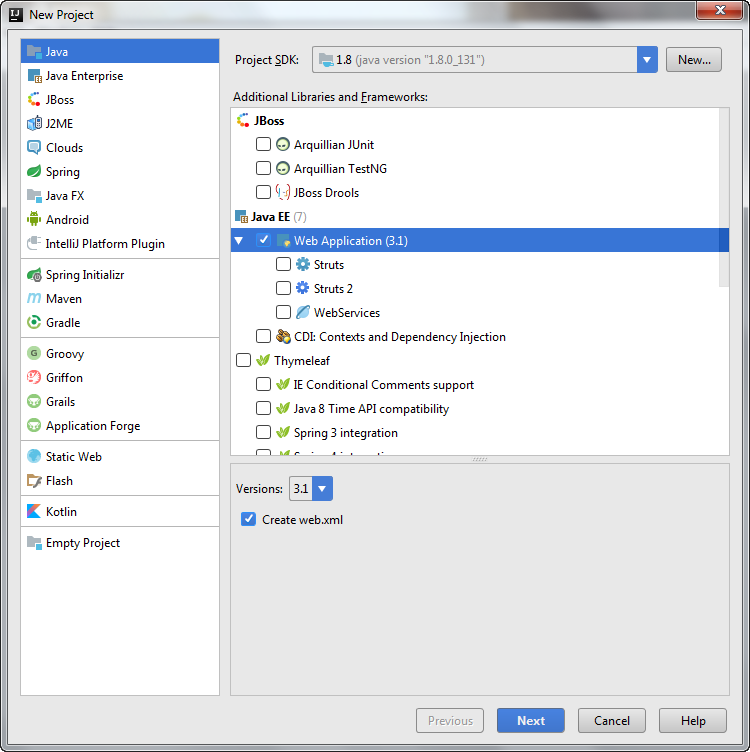 New Project
Java
Java Enterprise
JBoss
J2ME
Clouds
Spring
Java FX
Android
IntelliJ Platform Plugin
Spring Initializr
Maven
Gradle
Groovy
Griffon
Grails
Application Forge
Static Web
Flash
Kotlin
Empty Project
Project SDK: 1.8 (java version "1.8.0_131") New...
Additional Libraries and Frameworks:
JBoss
Arquillian JUnit
Arquillian TestNG
JBoss Drools
Java EE (7)
Web Application (3.1)
Struts
Struts 2
WebServices
CDI: Contexts and Dependency Injection
Thymeleaf
IE Conditional Comments support
Java 8 Time API compatibility
Spring 3 integration
Versions: 3.1
Create web.xml
Previous Next Cancel Help